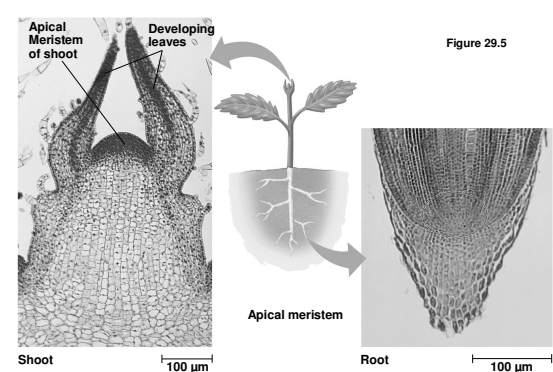 Apical
Meristem
of shoot
Developing
leaves
Figure 29.5
Apical meristem
Shoot
100 µm
Root
100 µm